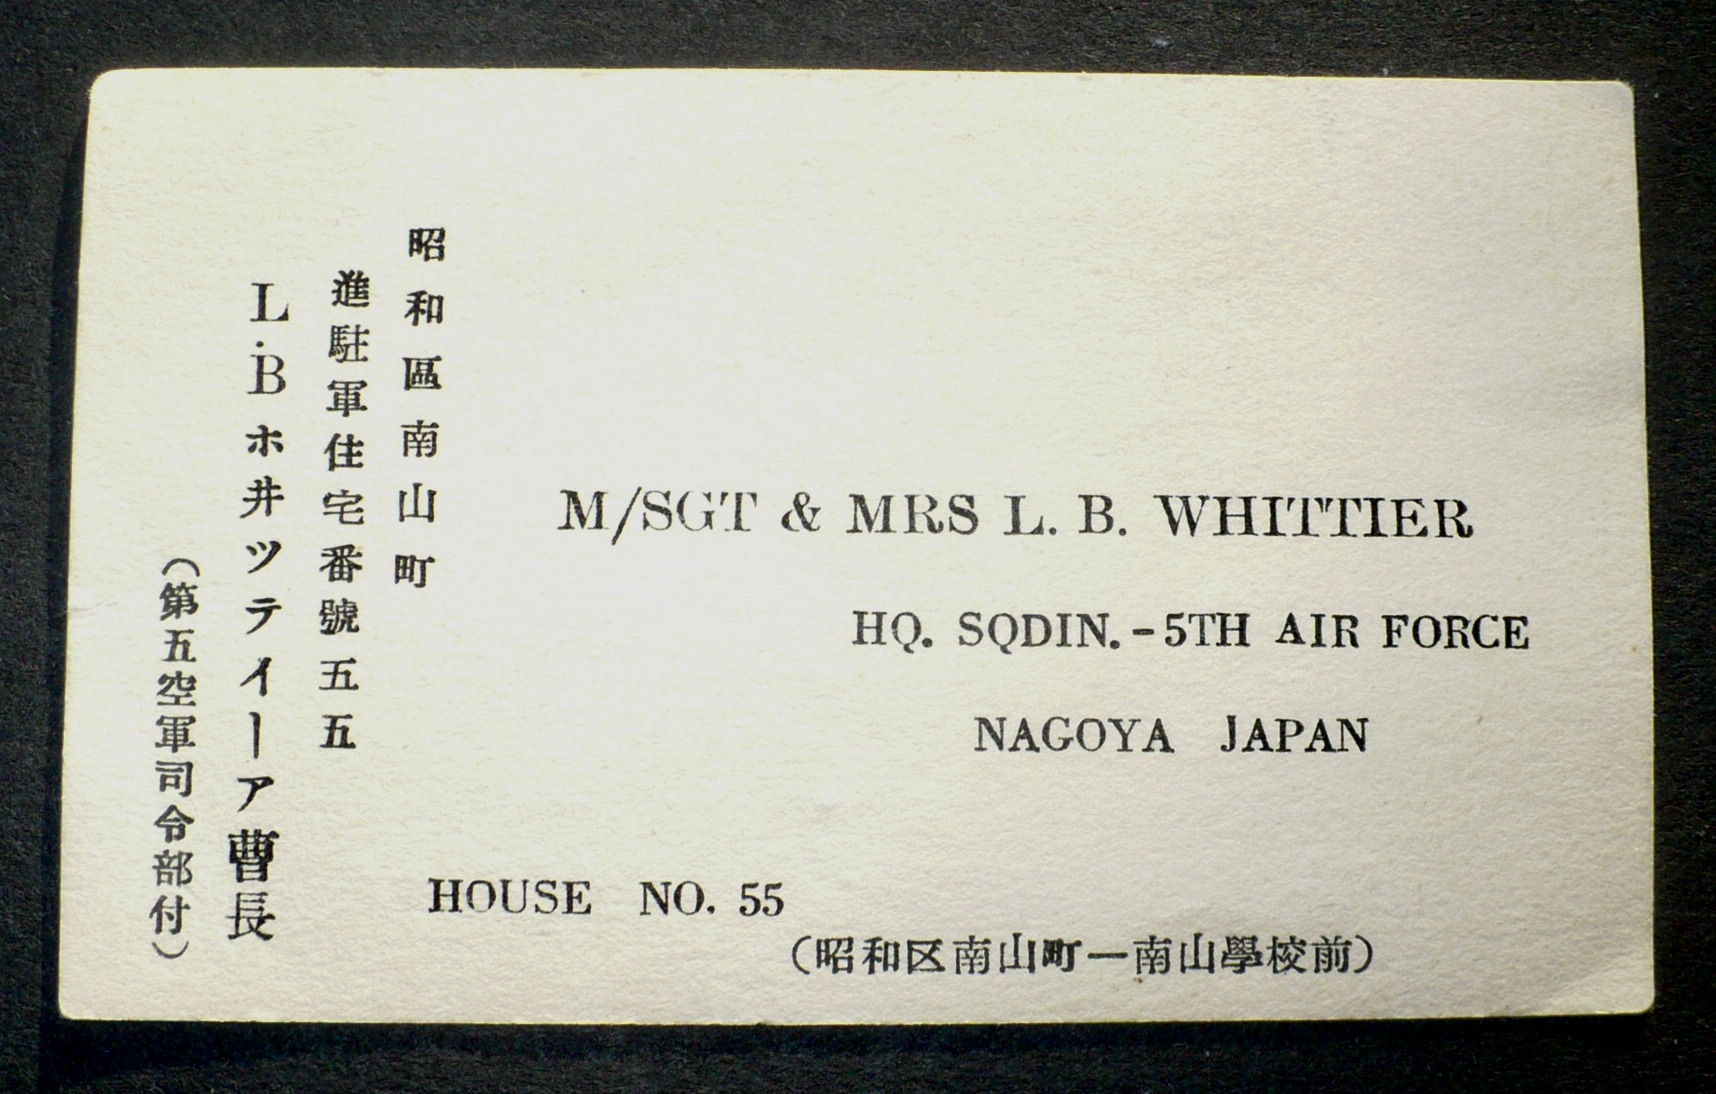 昭和區南山町
進駐軍住宅番號五五
L.Bホ井ツテイーア曹長
（第五空軍司令部付）
M/SGT & MRS L. B. WHITTIER
HQ. SQDIN. - 5TH AIR FORCE
NAGOYA JAPAN
HOUSE NO. 55
（昭和区南山町ー南山學校前）